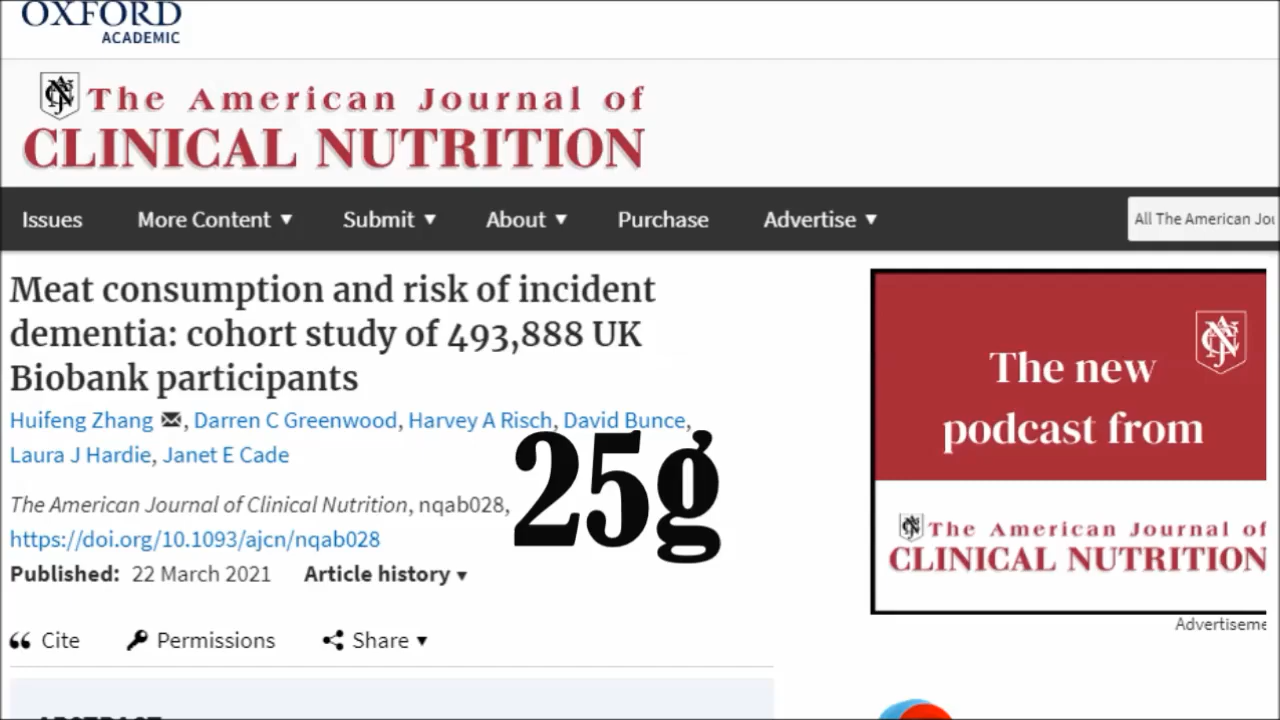 OXFORD
ACADEMIC
The American Journal of
CLINICAL NUTRITION
Issues More Content ▼ Submit ▼ About ▼ Purchase Advertise ▼ All The American Jou
Meat consumption and risk of incident
dementia: cohort study of 493,888 UK
Biobank participants
Huifeng Zhang ✉, Darren C Greenwood, Harvey A Risch, David Bunce,
Laura J Hardie, Janet E Cade
25g
The American Journal of Clinical Nutrition, nqab028,
https://doi.org/10.1093/ajcn/nqab028
Published: 22 March 2021 Article history ▼
Cite Permissions Share ▼
ABSTRACT
The new
podcast from
The American Journal of
CLINICAL NUTRITION
Advertiseme